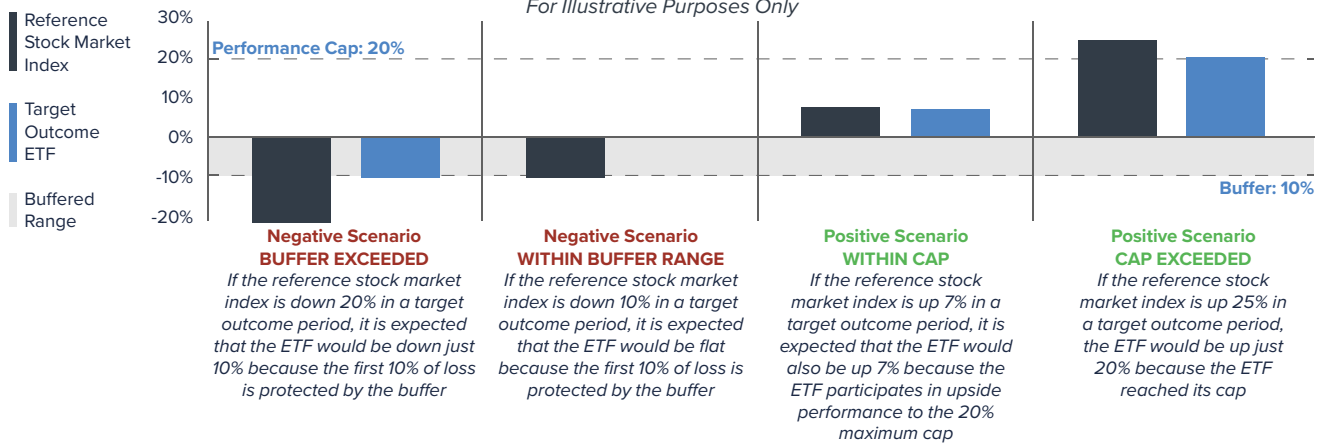 For Illustrative Purposes Only
Reference
Stock Market
Index
Target
Outcome
ETF
Buffered
Range
30%
20%
10%
0%
-10%
-20%
Performance Cap: 20%
Buffer: 10%
Negative Scenario
BUFFER EXCEEDED
If the reference stock market
index is down 20% in a target
outcome period, it is expected
that the ETF would be down just
10% because the first 10% of loss
is protected by the buffer
Negative Scenario
WITHIN BUFFER RANGE
If the reference stock market
index is down 10% in a target
outcome period, it is expected
that the ETF would be flat
because the first 10% of loss is
protected by the buffer
Positive Scenario
WITHIN CAP
If the reference stock
market index is up 7% in a
target outcome period, it is
expected that the ETF would
also be up 7% because the
ETF participates in upside
performance to the 20%
maximum cap
Positive Scenario
CAP EXCEEDED
If the reference stock
market index is up 25% in
a target outcome period,
the ETF would be up just
20% because the ETF
reached its cap